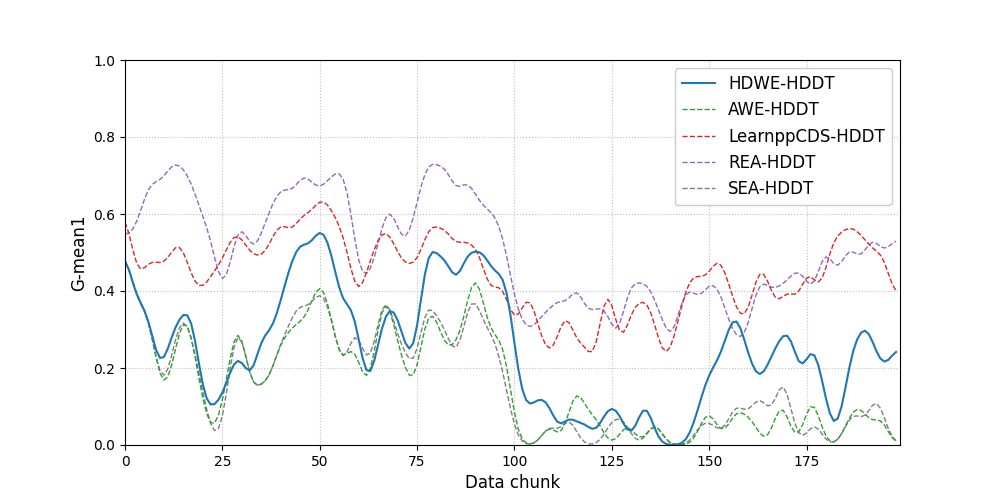 1.0
0.8
0.6
0.4
0.2
0.0
G-mean1
0 25 50 75 100 125 150 175
Data chunk
HDWE-HDDT
AWE-HDDT
LearnppCDS-HDDT
REA-HDDT
SEA-HDDT